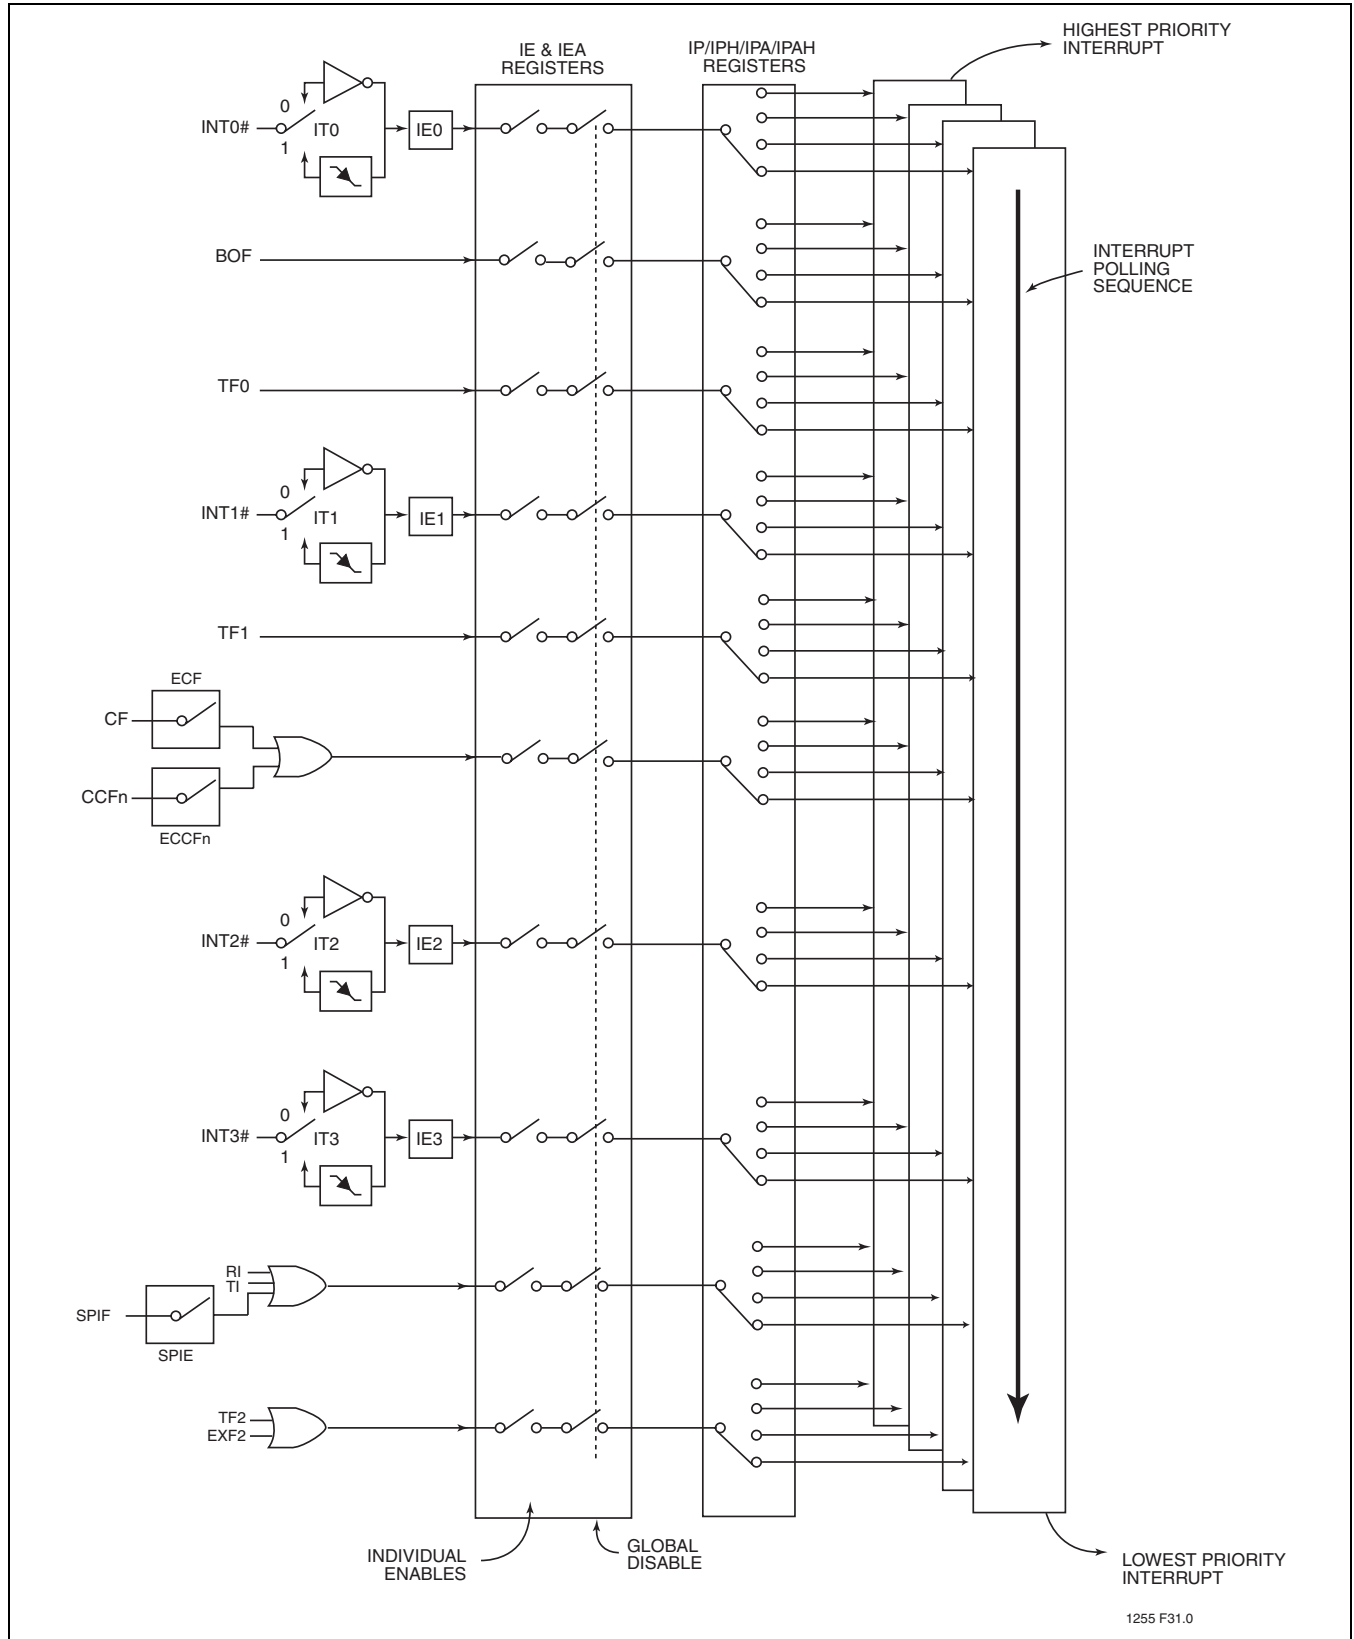 HIGHEST PRIORITY
INTERRUPT
IE & IEA
REGISTERS
IP/IPH/IPA/IPAH
REGISTERS
0
INT0#
IT0
IE0
1
BOF
INTERRUPT
POLLING
SEQUENCE
TF0
0
INT1#
IT1
IE1
1
TF1
ECF
CF
CCFn
ECCFn
0
INT2#
IT2
IE2
1
0
INT3#
IT3
IE3
1
RI
TI
SPIF
SPIE
TF2
EXF2
INDIVIDUAL
ENABLES
GLOBAL
DISABLE
LOWEST PRIORITY
INTERRUPT
1255 F31.0